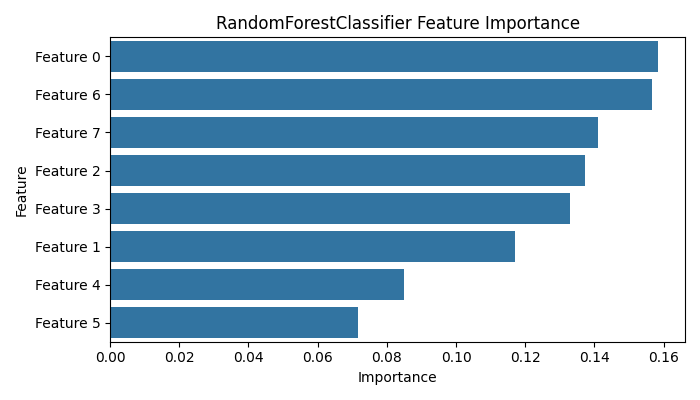 RandomForestClassifier Feature Importance
Feature 0
Feature 6
Feature 7
Feature 2
Feature 3
Feature 1
Feature 4
Feature 5
Feature
0.00 0.02 0.04 0.06 0.08 0.10 0.12 0.14 0.16
Importance